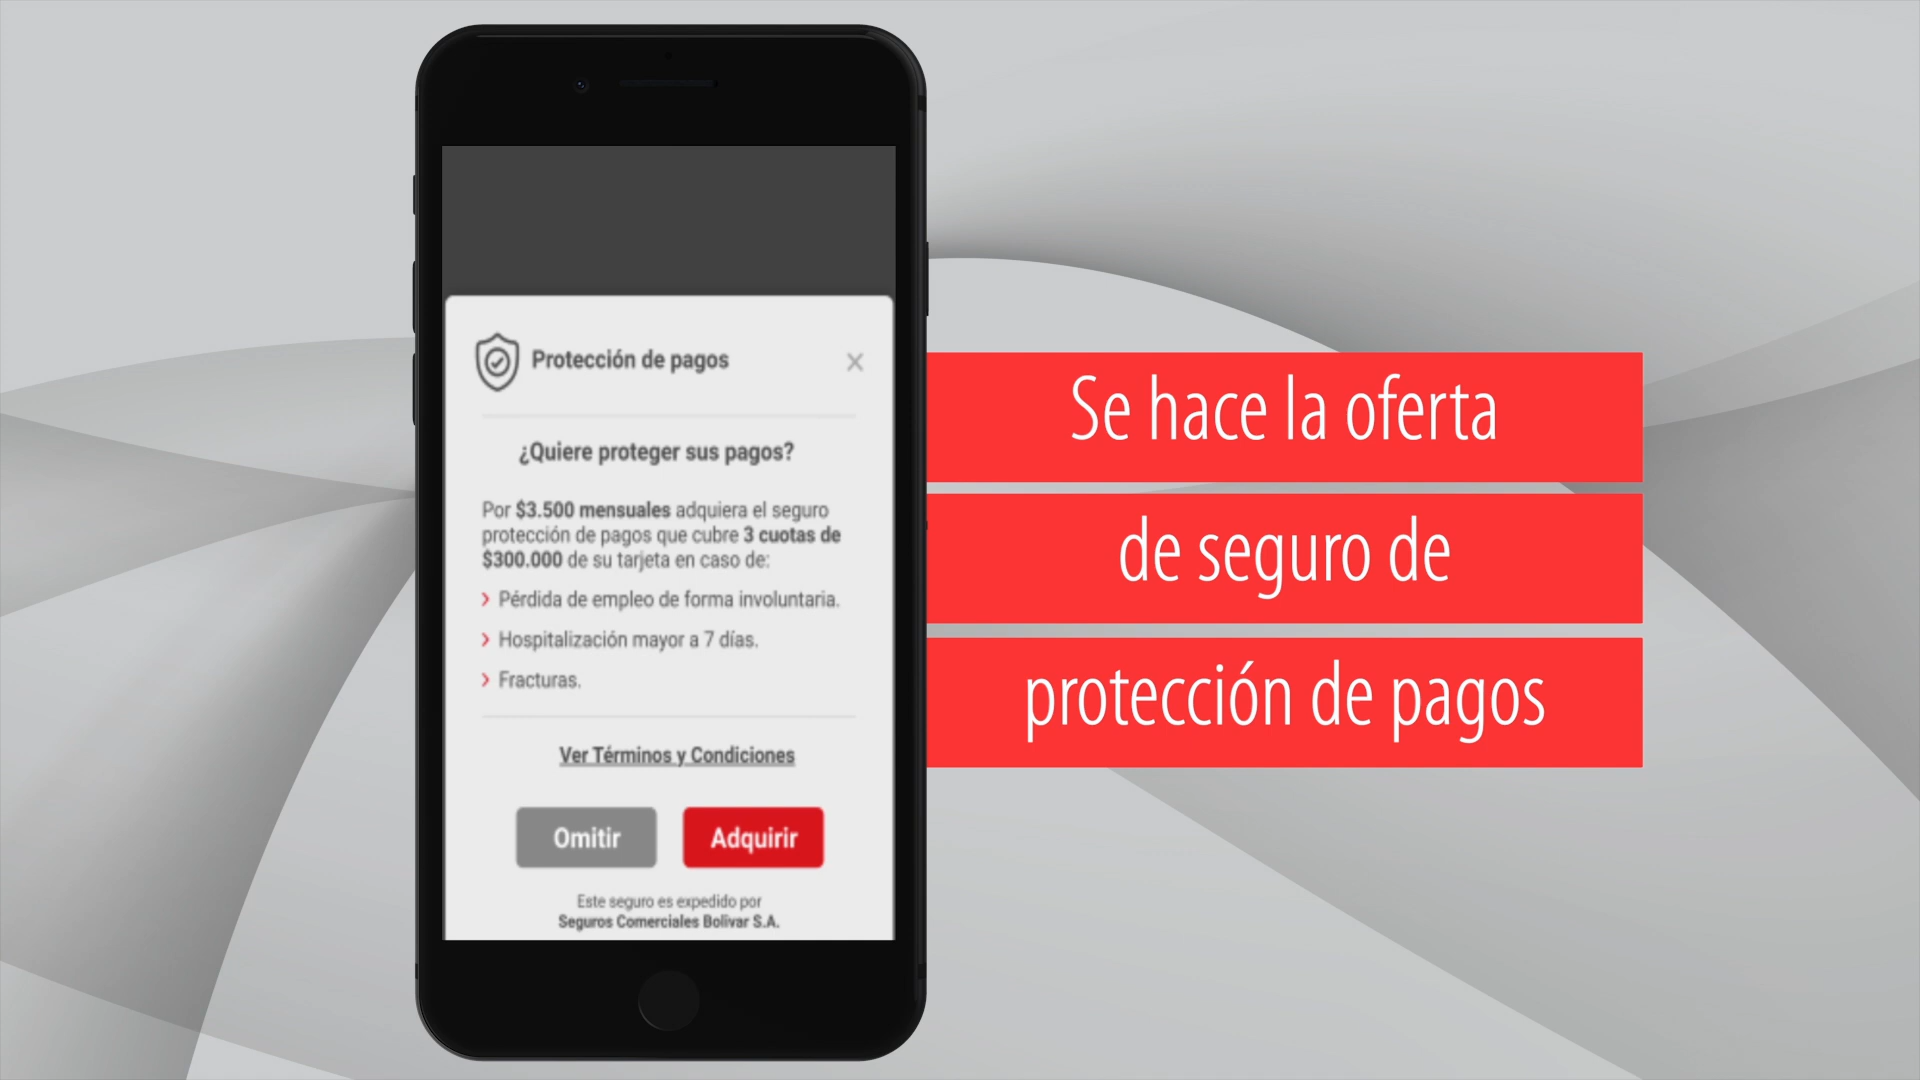 Protección de pagos
¿Quiere proteger sus pagos?
Por $3.500 mensuales adquiera el seguro
protección de pagos que cubre 3 cuotas de
$300.000 de su tarjeta en caso de:
Pérdida de empleo de forma involuntaria.
Hospitalización mayor a 7 días.
Fracturas.
Ver Términos y Condiciones
Omitir
Adquirir
Este seguro es expedido por
Seguros Comerciales Bolívar S.A.
Se hace la oferta
de seguro de
protección de pagos